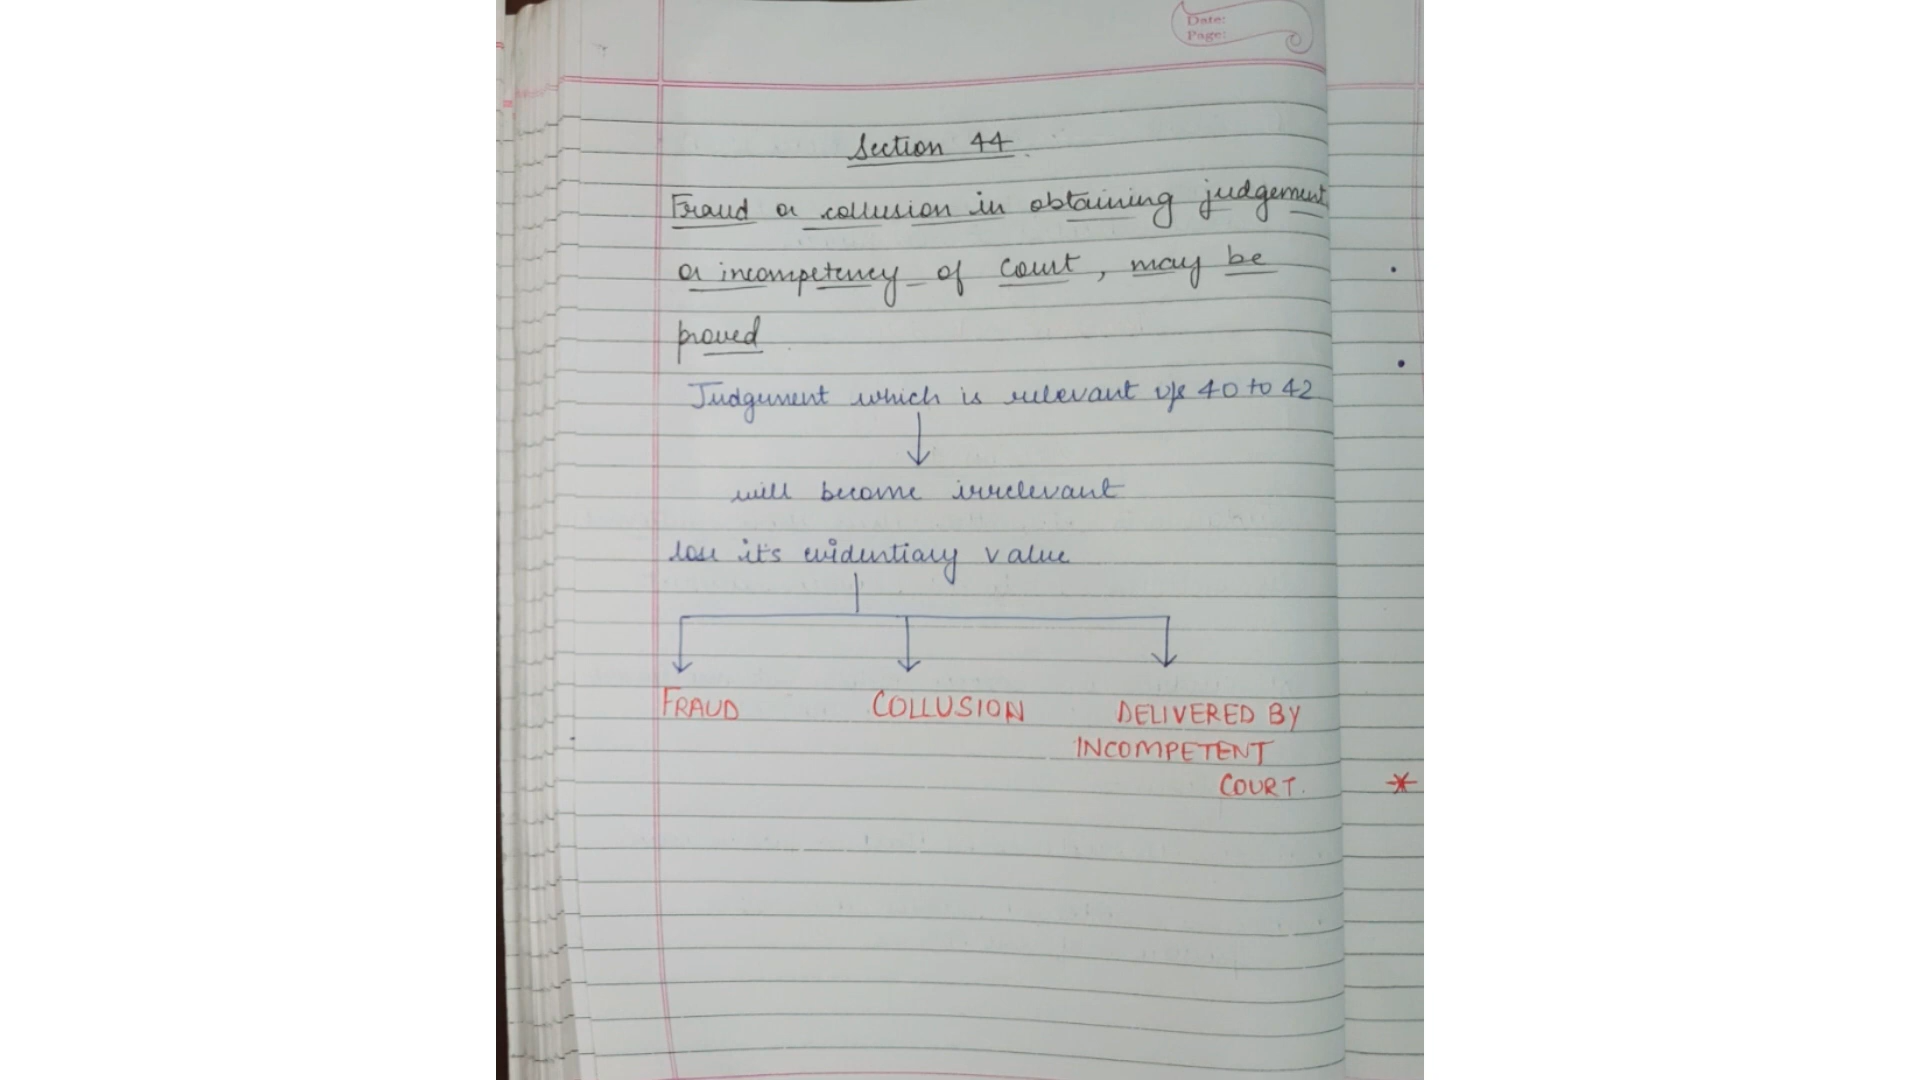 Date:
Page:
Section 44
Fraud or collusion in obtaining judgement
or incompetency of court, may be
proved
Judgement which is relevant u/s 40 to 42
will become irrelevant
lose it's evidentiary value
FRAUD COLLUSION DELIVERED BY
INCOMPETENT
COURT.